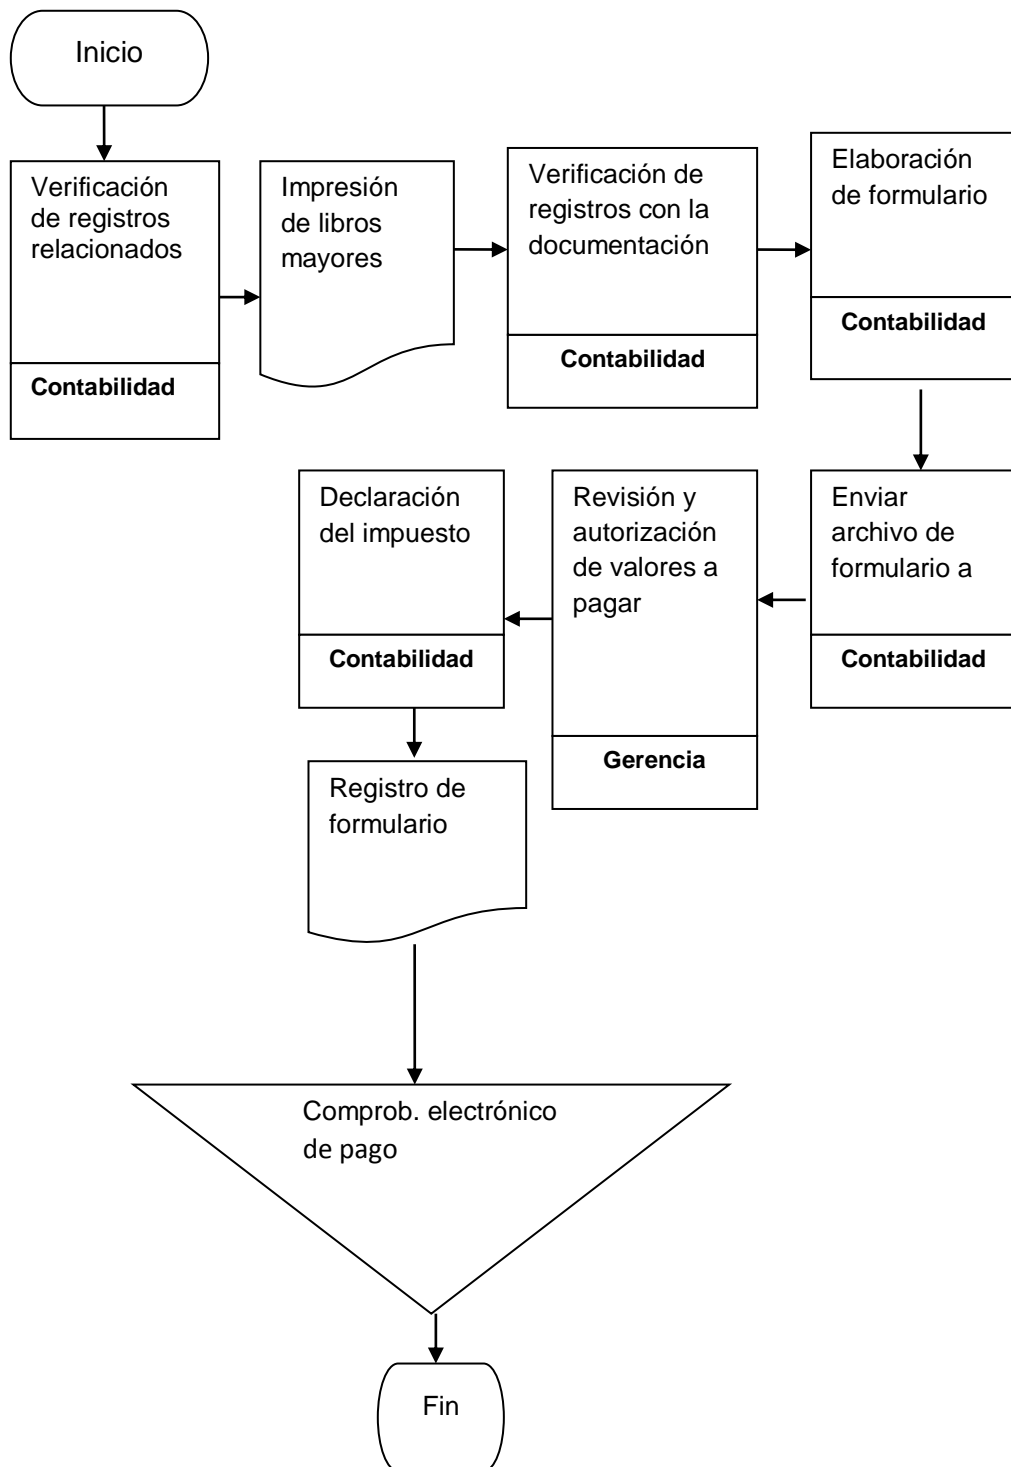 Inicio
Verificación
de registros
relacionados
Contabilidad
Impresión
de libros
mayores
Verificación de
registros con la
documentación
Contabilidad
Elaboración
de formulario
Contabilidad
Enviar
archivo de
formulario a
Contabilidad
Revisión y
autorización
de valores a
pagar
Gerencia
Declaración
del impuesto
Contabilidad
Registro de
formulario
Comprob. electrónico
de pago
Fin